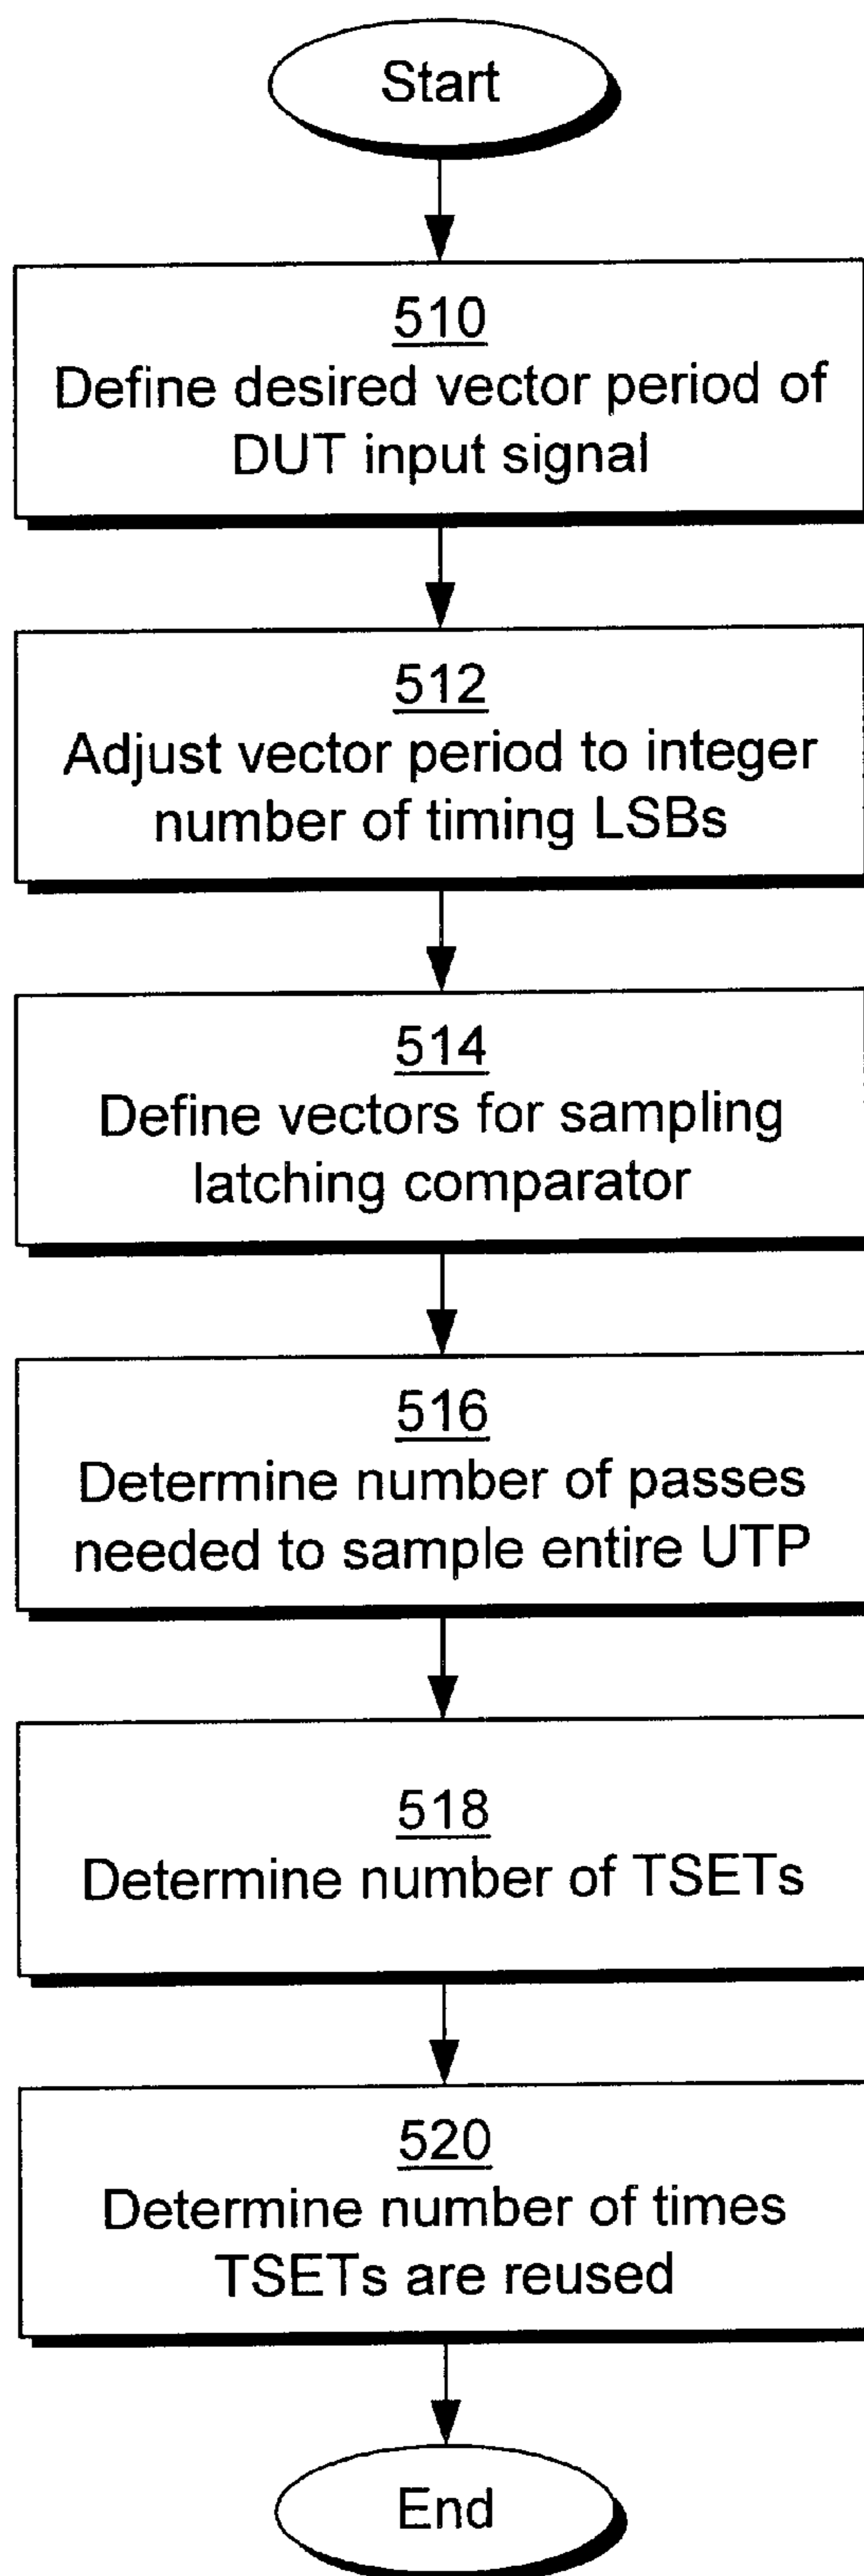 Start
510
Define desired vector period of
DUT input signal
512
Adjust vector period to integer
number of timing LSBs
514
Define vectors for sampling
latching comparator
516
Determine number of passes
needed to sample entire UTP
518
Determine number of TSETs
520
Determine number of times
TSETs are reused
End